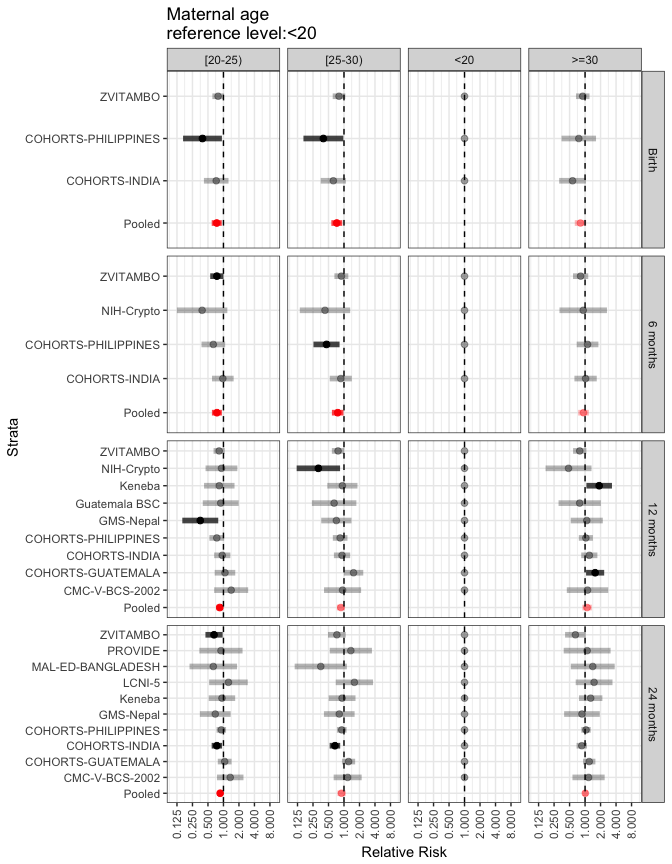 Maternal age
reference level:<20
[20-25)
[25-30)
<20
>=30
ZVITAMBO
COHORTS-PHILIPPINES
COHORTS-INDIA
Pooled
Birth
ZVITAMBO
NIH-Crypto
COHORTS-PHILIPPINES
COHORTS-INDIA
Pooled
6 months
ZVITAMBO
NIH-Crypto
Keneba
Guatemala BSC
GMS-Nepal
COHORTS-PHILIPPINES
COHORTS-INDIA
COHORTS-GUATEMALA
CMC-V-BCS-2002
Pooled
12 months
ZVITAMBO
PROVIDE
MAL-ED-BANGLADESH
LCNI-5
Keneba
GMS-Nepal
COHORTS-PHILIPPINES
COHORTS-INDIA
COHORTS-GUATEMALA
CMC-V-BCS-2002
Pooled
24 months
Strata
0.125 0.250 0.500 1.000 2.000 4.000 8.000
0.125 0.250 0.500 1.000 2.000 4.000 8.000
0.125 0.250 0.500 1.000 2.000 4.000 8.000
0.125 0.250 0.500 1.000 2.000 4.000 8.000
Relative Risk